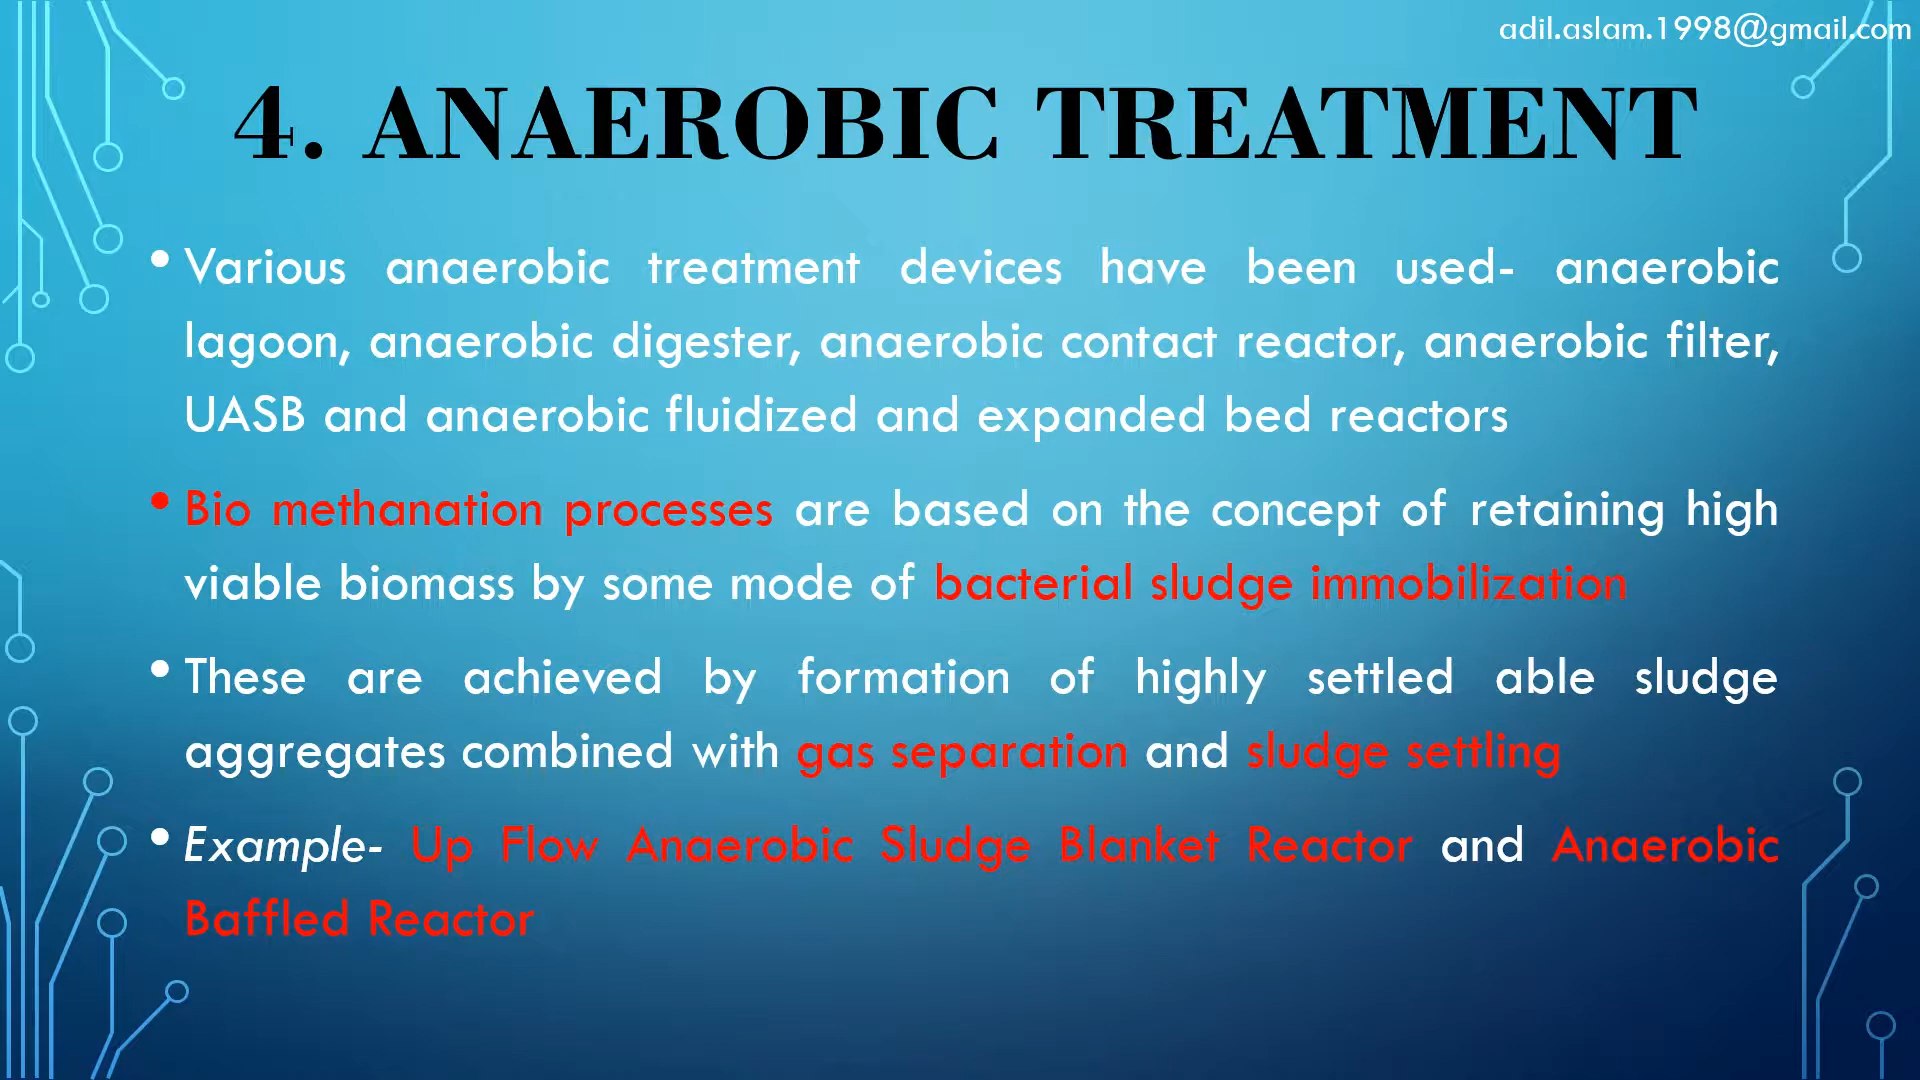 adil.aslam.1998@gmail.com
4. ANAEROBIC TREATMENT
• Various anaerobic treatment devices have been used- anaerobic
lagoon, anaerobic digester, anaerobic contact reactor, anaerobic filter,
UASB and anaerobic fluidized and expanded bed reactors
• Bio methanation processes are based on the concept of retaining high
viable biomass by some mode of bacterial sludge immobilization
• These are achieved by formation of highly settled able sludge
aggregates combined with gas separation and sludge settling
• Example- Up Flow Anaerobic Sludge Blanket Reactor and Anaerobic
Baffled Reactor